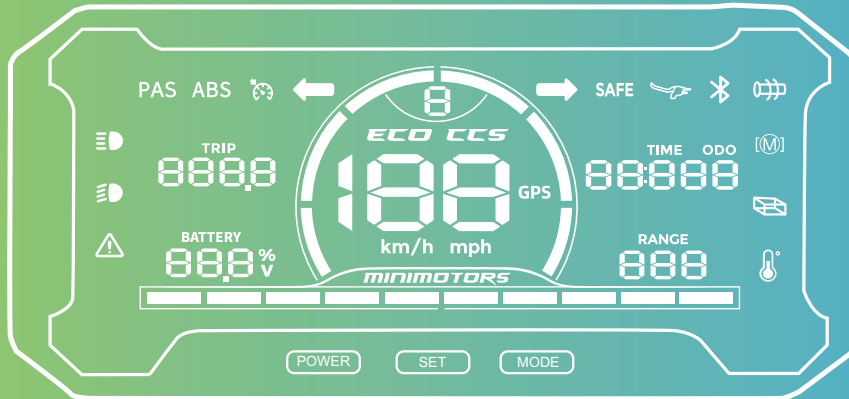 PAS ABS
SAFE
8
ECO CCS
TRIP
888.8
188
GPS
TIME ODO
88:888
[M]
BATTERY
88.8 % V
km/h mph
RANGE
888
MINIMOTORS
POWER SET MODE